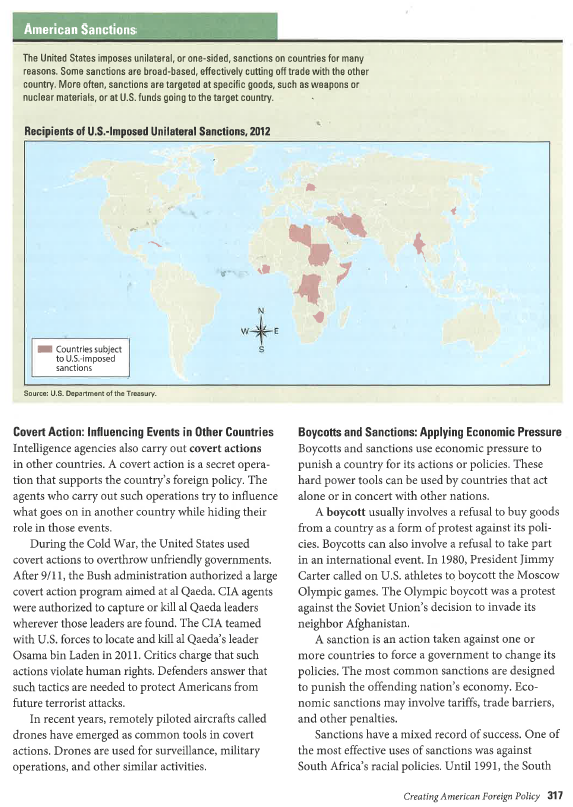 American Sanctions
The United States imposes unilateral, or one-sided, sanctions on countries for many
reasons. Some sanctions are broad-based, effectively cutting off trade with the other
country. More often, sanctions are targeted at specific goods, such as weapons or
nuclear materials, or at U.S. funds going to the target country.
Recipients of U.S.-Imposed Unilateral Sanctions, 2012
N
W E
S
Countries subject
to U.S.-imposed
sanctions
Source: U.S. Department of the Treasury.
Covert Action: Influencing Events in Other Countries
Intelligence agencies also carry out covert actions
in other countries. A covert action is a secret opera-
tion that supports the country's foreign policy. The
agents who carry out such operations try to influence
what goes on in another country while hiding their
role in those events.
During the Cold War, the United States used
covert actions to overthrow unfriendly governments.
After 9/11, the Bush administration authorized a large
covert action program aimed at al Qaeda. CIA agents
were authorized to capture or kill al Qaeda leaders
wherever those leaders are found. The CIA teamed
with U.S. forces to locate and kill al Qaeda's leader
Osama bin Laden in 2011. Critics charge that such
actions violate human rights. Defenders answer that
such tactics are needed to protect Americans from
future terrorist attacks.
In recent years, remotely piloted aircrafts called
drones have emerged as common tools in covert
actions. Drones are used for surveillance, military
operations, and other similar activities.
Boycotts and Sanctions: Applying Economic Pressure
Boycotts and sanctions use economic pressure to
punish a country for its actions or policies. These
hard power tools can be used by countries that act
alone or in concert with other nations.
A boycott usually involves a refusal to buy goods
from a country as a form of protest against its poli-
cies. Boycotts can also involve a refusal to take part
in an international event. In 1980, President Jimmy
Carter called on U.S. athletes to boycott the Moscow
Olympic games. The Olympic boycott was a protest
against the Soviet Union's decision to invade its
neighbor Afghanistan.
A sanction is an action taken against one or
more countries to force a government to change its
policies. The most common sanctions are designed
to punish the offending nation's economy. Eco-
nomic sanctions may involve tariffs, trade barriers,
and other penalties.
Sanctions have a mixed record of success. One of
the most effective uses of sanctions was against
South Africa's racial policies. Until 1991, the South
Creating American Foreign Policy 317